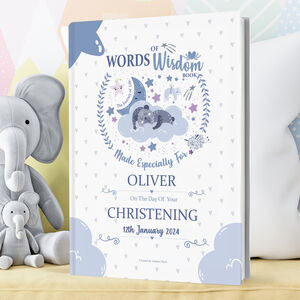 WORDS OF Wisdom
BOOK
Made Especially For
OLIVER
On The Day Of Your
CHRISTENING
12th January 2024